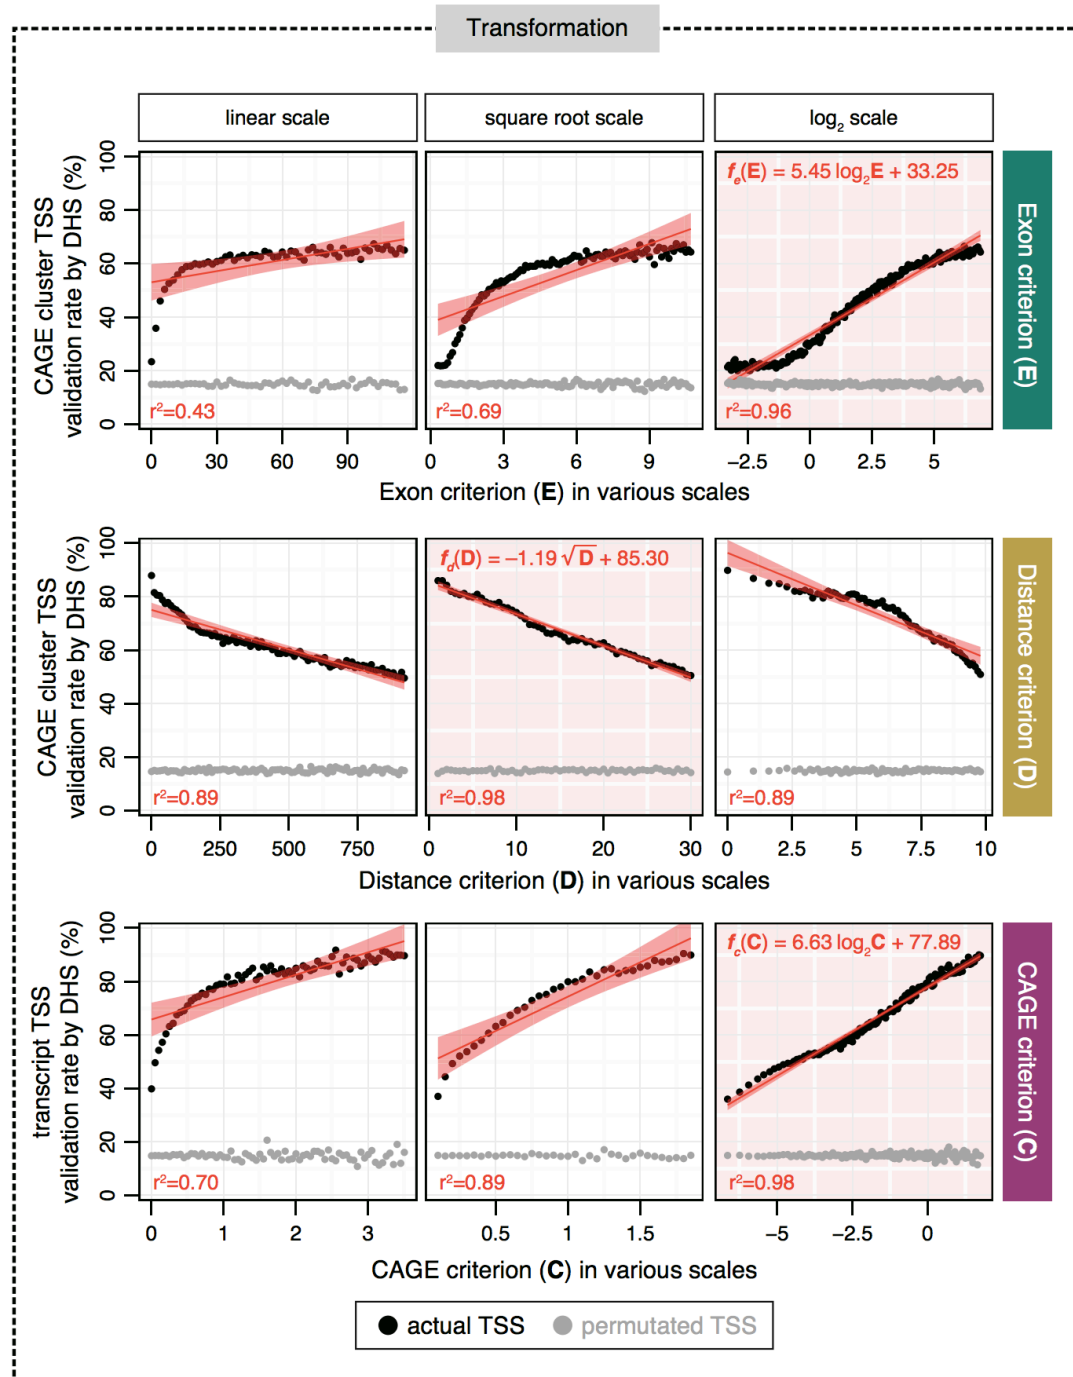 Transformation
linear scale
square root scale
log₂ scale
CAGE cluster TSS
validation rate by DHS (%)
100
80
60
40
20
0
r²=0.43
r²=0.69
fₑ(E) = 5.45 log₂E + 33.25
r²=0.96
Exon criterion (E)
0 30 60 90
0 3 6 9
−2.5 0 2.5 5
Exon criterion (E) in various scales
CAGE cluster TSS
validation rate by DHS (%)
100
80
60
40
20
0
r²=0.89
f_d(D) = −1.19 √D + 85.30
r²=0.98
r²=0.89
Distance criterion (D)
0 250 500 750
0 10 20 30
0 2.5 5 7.5 10
Distance criterion (D) in various scales
transcript TSS
validation rate by DHS (%)
100
80
60
40
20
0
r²=0.70
r²=0.89
f_c(C) = 6.63 log₂C + 77.89
r²=0.98
CAGE criterion (C)
0 1 2 3
0.5 1 1.5
−5 −2.5 0
CAGE criterion (C) in various scales
actual TSS permutated TSS